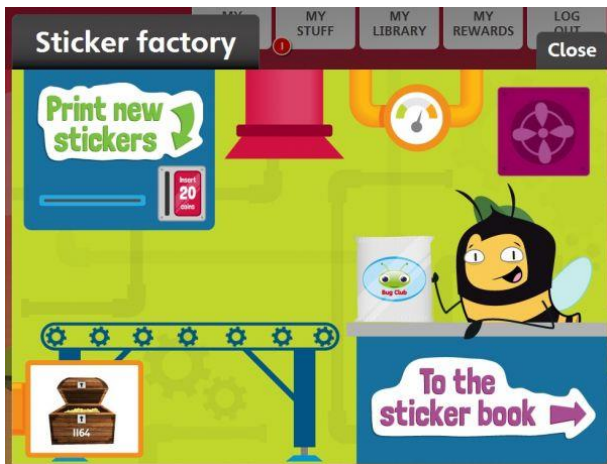 MY
STUFF
MY
LIBRARY
MY
REWARDS
LOG
OUT
Sticker factory
Close
Print new
stickers
Insert
20
coins
Bug Club
1164
To the
sticker book